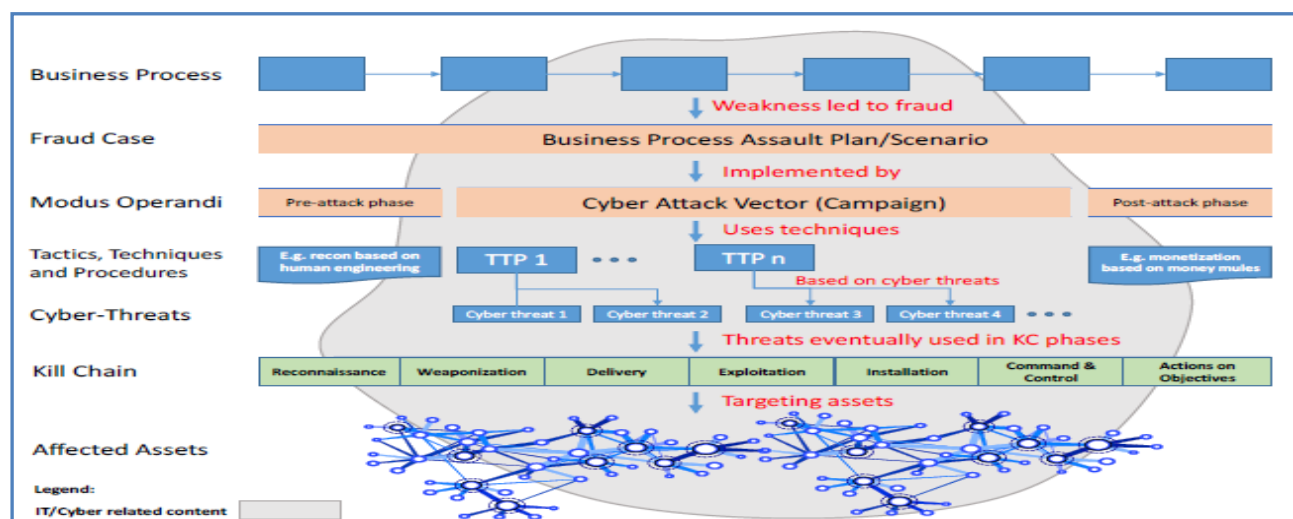 Business Process
Weakness led to fraud
Fraud Case
Business Process Assault Plan/Scenario
Implemented by
Modus Operandi
Pre-attack phase
Cyber Attack Vector (Campaign)
Post-attack phase
Uses techniques
Tactics, Techniques
and Procedures
E.g. recon based on
human engineering
TTP 1
TTP n
E.g. monetization
based on money mules
Based on cyber threats
Cyber-Threats
Cyber threat 1
Cyber threat 2
Cyber threat 3
Cyber threat 4
Threats eventually used in KC phases
Kill Chain
Reconnaissance
Weaponization
Delivery
Exploitation
Installation
Command &
Control
Actions on
Objectives
Targeting assets
Affected Assets
Legend:
IT/Cyber related content